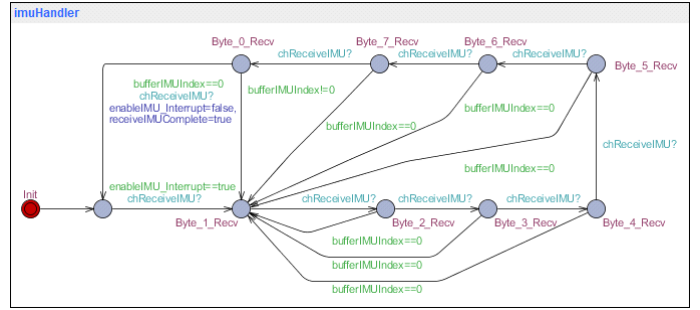 imuHandler
Byte_0_Recv
Byte_7_Recv
Byte_6_Recv
chReceiveIMU?
chReceiveIMU?
chReceiveIMU?
Byte_5_Recv
bufferIMUIndex==0
chReceiveIMU?
enableIMU_Interrupt=false,
receiveIMUComplete=true
bufferIMUIndex!=0
bufferIMUIndex==0
chReceiveIMU?
bufferIMUIndex==0
Init
enableIMU_Interrupt==true
chReceiveIMU?
chReceiveIMU?
chReceiveIMU?
chReceiveIMU?
Byte_1_Recv
Byte_2_Recv
Byte_3_Recv
Byte_4_Recv
bufferIMUIndex==0
bufferIMUIndex==0
bufferIMUIndex==0